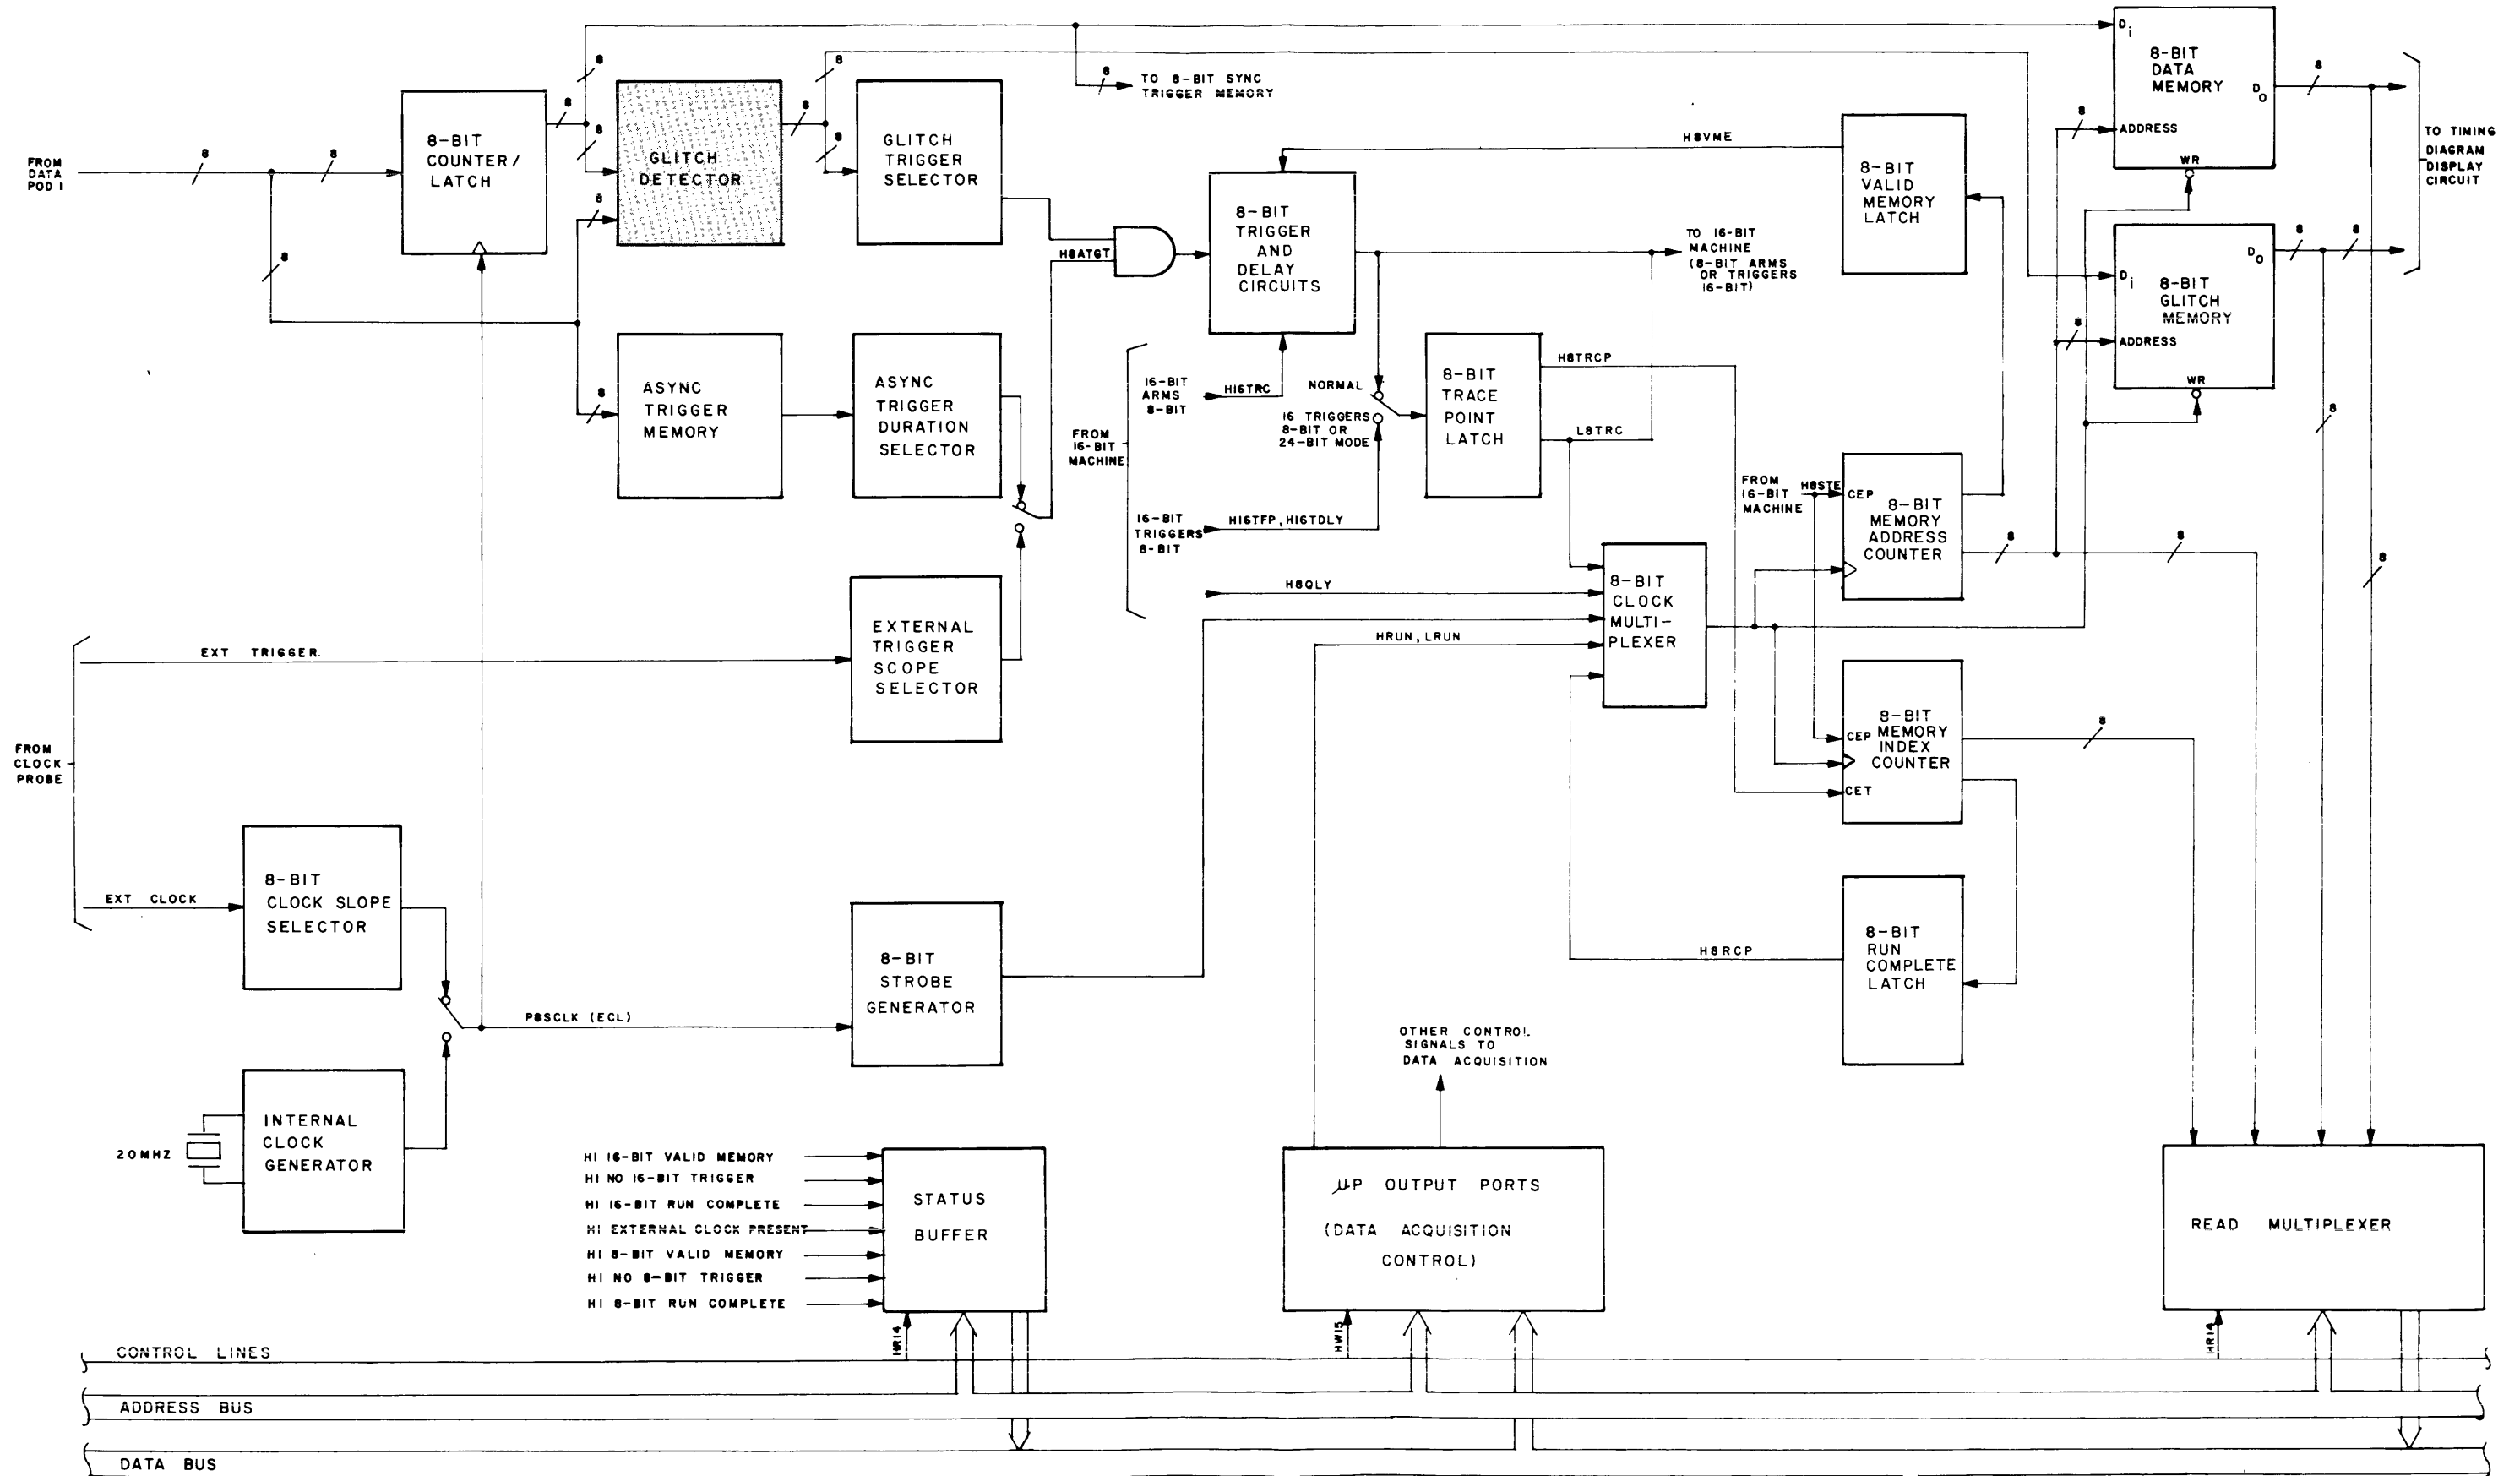 FROM
DATA
POD 1
8
8
8
8-BIT
COUNTER/
LATCH
8
8
8
8
GLITCH
DETECTOR
8
8
8
GLITCH
TRIGGER
SELECTOR
8
TO 8-BIT SYNC
TRIGGER MEMORY
Di
8-BIT
DATA
MEMORY
Do
ADDRESS
WR
8
8
TO TIMING
DIAGRAM
DISPLAY
CIRCUIT
H8VME
8-BIT
VALID
MEMORY
LATCH
8-BIT
TRIGGER
AND
DELAY
CIRCUITS
H8ATGT
TO 16-BIT
MACHINE
(8-BIT ARMS
OR TRIGGERS
16-BIT)
Di
8-BIT
GLITCH
MEMORY
Do
ADDRESS
WR
8
8
8
8
8
ASYNC
TRIGGER
MEMORY
8
ASYNC
TRIGGER
DURATION
SELECTOR
FROM
16-BIT
MACHINE
16-BIT
ARMS
8-BIT
H16TRC
NORMAL
16 TRIGGERS
8-BIT OR
24-BIT MODE
8-BIT
TRACE
POINT
LATCH
H8TRCP
L8TRC
16-BIT
TRIGGERS
8-BIT
H16TFP, H16TDLY
FROM
16-BIT
MACHINE
H8STE
CEP
8-BIT
MEMORY
ADDRESS
COUNTER
8
8
H8QLY
HRUN, LRUN
8-BIT
CLOCK
MULTI-
PLEXER
EXTERNAL
TRIGGER
SCOPE
SELECTOR
EXT TRIGGER
FROM
CLOCK
PROBE
CEP
CET
8-BIT
MEMORY
INDEX
COUNTER
8
EXT CLOCK
8-BIT
CLOCK SLOPE
SELECTOR
8-BIT
STROBE
GENERATOR
P8SCLK (ECL)
H8RCP
8-BIT
RUN
COMPLETE
LATCH
OTHER CONTROL
SIGNALS TO
DATA ACQUISITION
20MHZ
INTERNAL
CLOCK
GENERATOR
HI 16-BIT VALID MEMORY
HI NO 16-BIT TRIGGER
HI 16-BIT RUN COMPLETE
HI EXTERNAL CLOCK PRESENT
HI 8-BIT VALID MEMORY
HI NO 8-BIT TRIGGER
HI 8-BIT RUN COMPLETE
STATUS
BUFFER
μP OUTPUT PORTS
(DATA ACQUISITION
CONTROL)
READ MULTIPLEXER
HR14
HW15
HR14
CONTROL LINES
ADDRESS BUS
DATA BUS